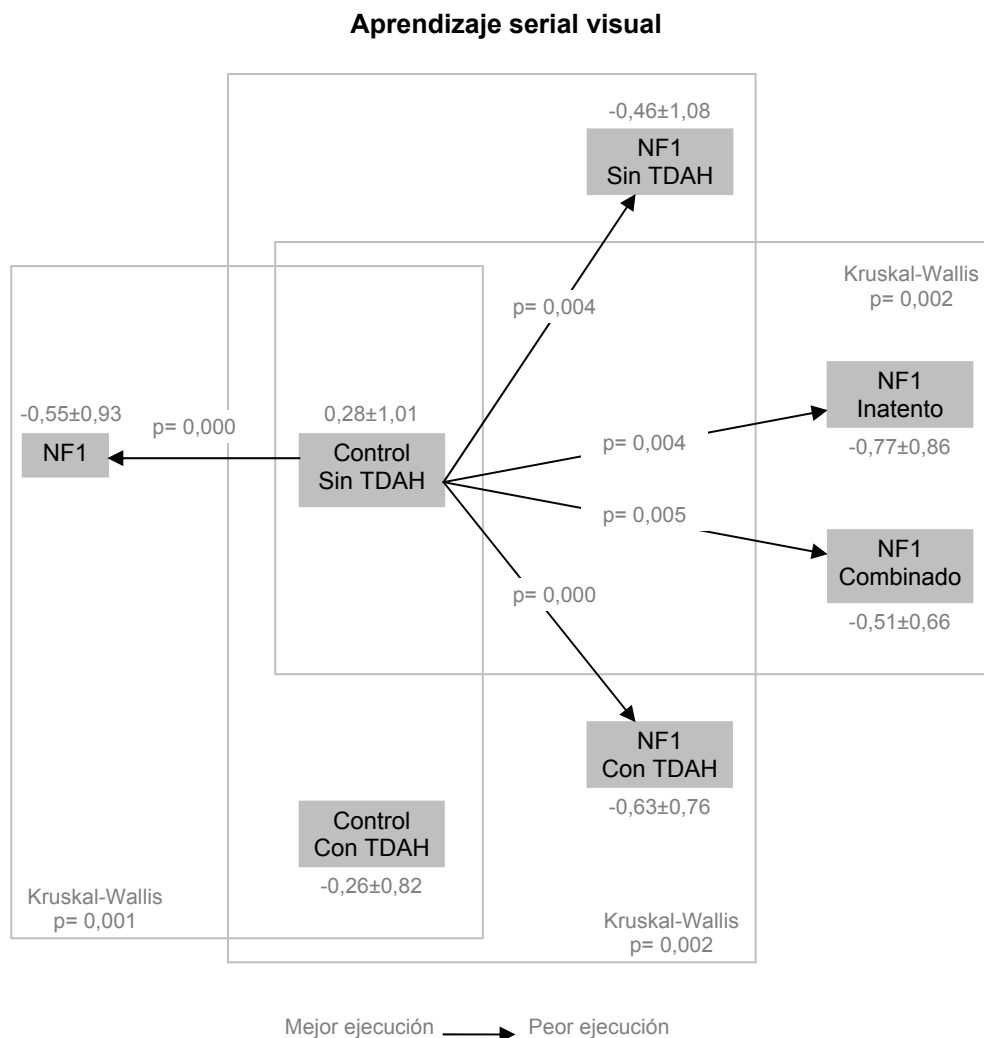 Aprendizaje serial visual
-0,46±1,08
NF1
Sin TDAH
Kruskal-Wallis
p= 0,002
p= 0,004
-0,55±0,93
NF1
p= 0,000
0,28±1,01
Control
Sin TDAH
p= 0,004
NF1
Inatento
-0,77±0,86
p= 0,005
NF1
Combinado
-0,51±0,66
p= 0,000
NF1
Con TDAH
-0,63±0,76
Control
Con TDAH
-0,26±0,82
Kruskal-Wallis
p= 0,001
Kruskal-Wallis
p= 0,002
Mejor ejecución
Peor ejecución